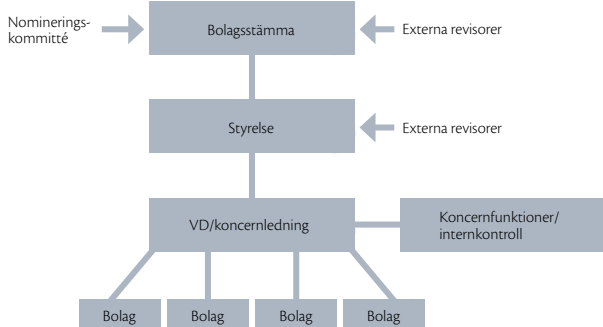 Nominerings-
kommitté
Bolagsstämma
Externa revisorer
Styrelse
Externa revisorer
VD/koncernledning
Koncernfunktioner/
internkontroll
Bolag
Bolag
Bolag
Bolag